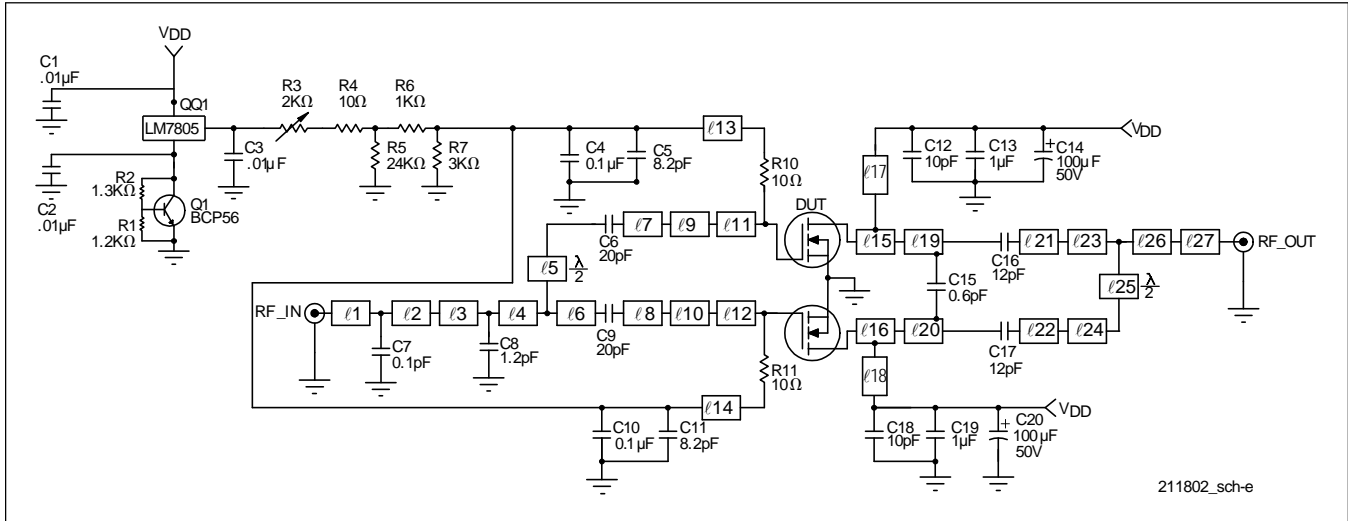 VDD
C1
.01µF
QQ1
LM7805
R3
2KΩ
R4
10Ω
R6
1KΩ
C3
.01µF
R5
24KΩ
R7
3KΩ
C4
0.1µF
C5
8.2pF
ℓ13
R10
10Ω
C2
.01µF
R2
1.3KΩ
R1
1.2KΩ
Q1
BCP56
VDD
C12
10pF
C13
1µF
+
C14
100µF
50V
ℓ17
DUT
C6
20pF
ℓ7
ℓ9
ℓ11
ℓ5
λ
2
ℓ15
ℓ19
C16
12pF
ℓ21
ℓ23
ℓ26
ℓ27
RF_OUT
C15
0.6pF
ℓ25
λ
2
RF_IN
ℓ1
ℓ2
ℓ3
ℓ4
ℓ6
C9
20pF
ℓ8
ℓ10
ℓ12
C7
0.1pF
C8
1.2pF
R11
10Ω
ℓ16
ℓ20
C17
12pF
ℓ22
ℓ24
ℓ18
ℓ14
C10
0.1µF
C11
8.2pF
VDD
C18
10pF
C19
1µF
+
C20
100µF
50V
211802_sch-e